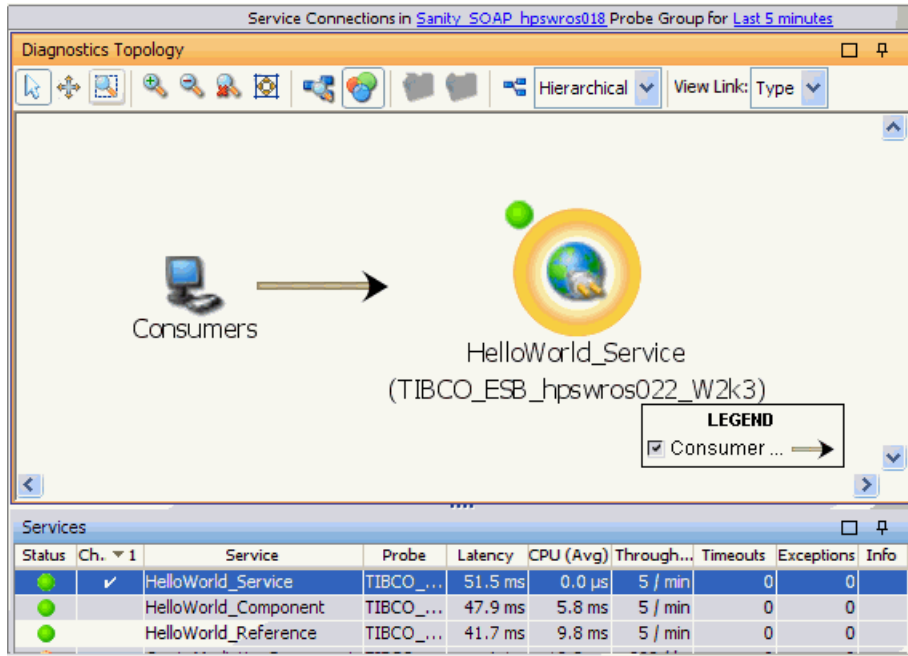 Service Connections in Sanity_SOAP_hpswros018 Probe Group for Last 5 minutes
Diagnostics Topology
Hierarchical View Link: Type
Consumers
HelloWorld_Service
(TIBCO_ESB_hpswros022_W2k3)
LEGEND
Consumer ...
Services
Status Ch. 1 Service Probe Latency CPU (Avg) Through... Timeouts Exceptions Info
HelloWorld_Service TIBCO_... 51.5 ms 0.0 µs 5 / min 0 0
HelloWorld_Component TIBCO_... 47.9 ms 5.8 ms 5 / min 0 0
HelloWorld_Reference TIBCO_... 41.7 ms 9.8 ms 5 / min 0 0